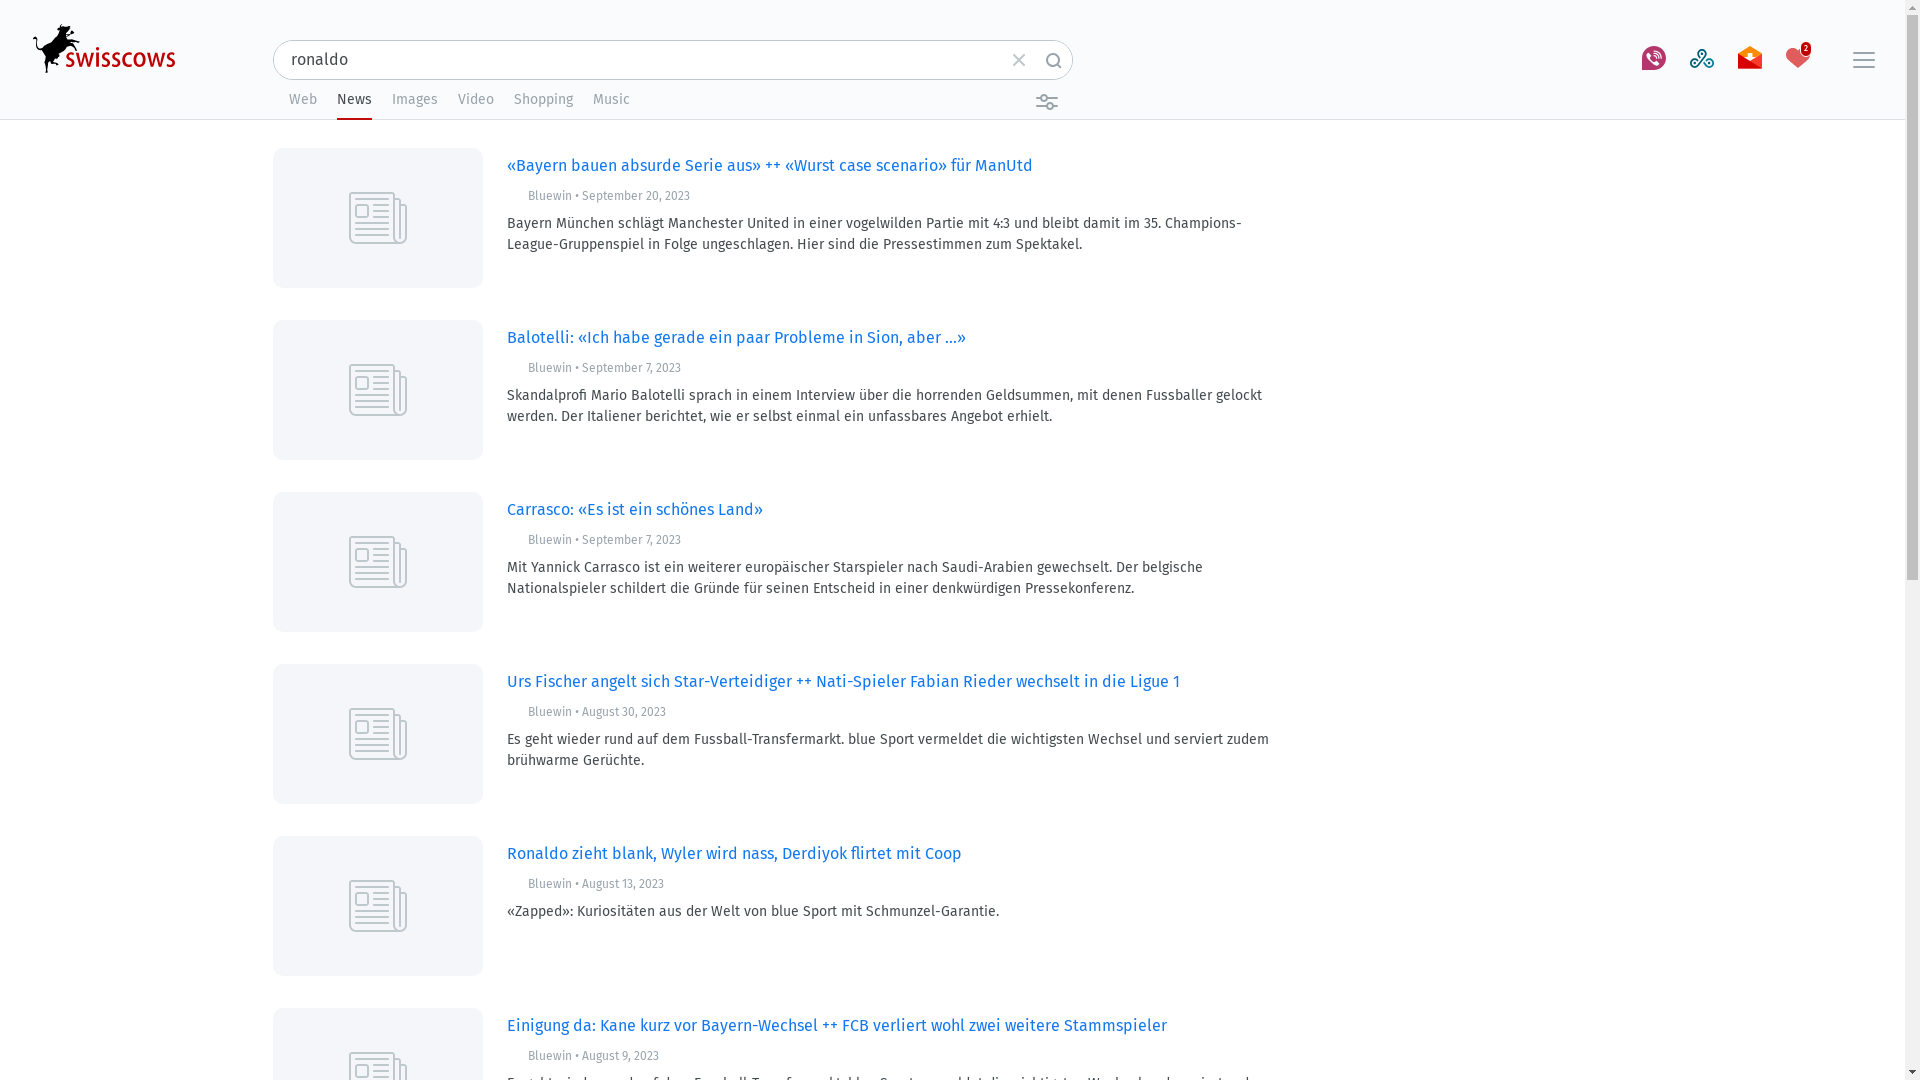 swisscows
ronaldo
2
Web News Images Video Shopping Music
«Bayern bauen absurde Serie aus» ++ «Wurst case scenario» für ManUtd
Bluewin • September 20, 2023
Bayern München schlägt Manchester United in einer vogelwilden Partie mit 4:3 und bleibt damit im 35. Champions-
League-Gruppenspiel in Folge ungeschlagen. Hier sind die Pressestimmen zum Spektakel.
Balotelli: «Ich habe gerade ein paar Probleme in Sion, aber ...»
Bluewin • September 7, 2023
Skandalprofi Mario Balotelli sprach in einem Interview über die horrenden Geldsummen, mit denen Fussballer gelockt
werden. Der Italiener berichtet, wie er selbst einmal ein unfassbares Angebot erhielt.
Carrasco: «Es ist ein schönes Land»
Bluewin • September 7, 2023
Mit Yannick Carrasco ist ein weiterer europäischer Starspieler nach Saudi-Arabien gewechselt. Der belgische
Nationalspieler schildert die Gründe für seinen Entscheid in einer denkwürdigen Pressekonferenz.
Urs Fischer angelt sich Star-Verteidiger ++ Nati-Spieler Fabian Rieder wechselt in die Ligue 1
Bluewin • August 30, 2023
Es geht wieder rund auf dem Fussball-Transfermarkt. blue Sport vermeldet die wichtigsten Wechsel und serviert zudem
brühwarme Gerüchte.
Ronaldo zieht blank, Wyler wird nass, Derdiyok flirtet mit Coop
Bluewin • August 13, 2023
«Zapped»: Kuriositäten aus der Welt von blue Sport mit Schmunzel-Garantie.
Einigung da: Kane kurz vor Bayern-Wechsel ++ FCB verliert wohl zwei weitere Stammspieler
Bluewin • August 9, 2023